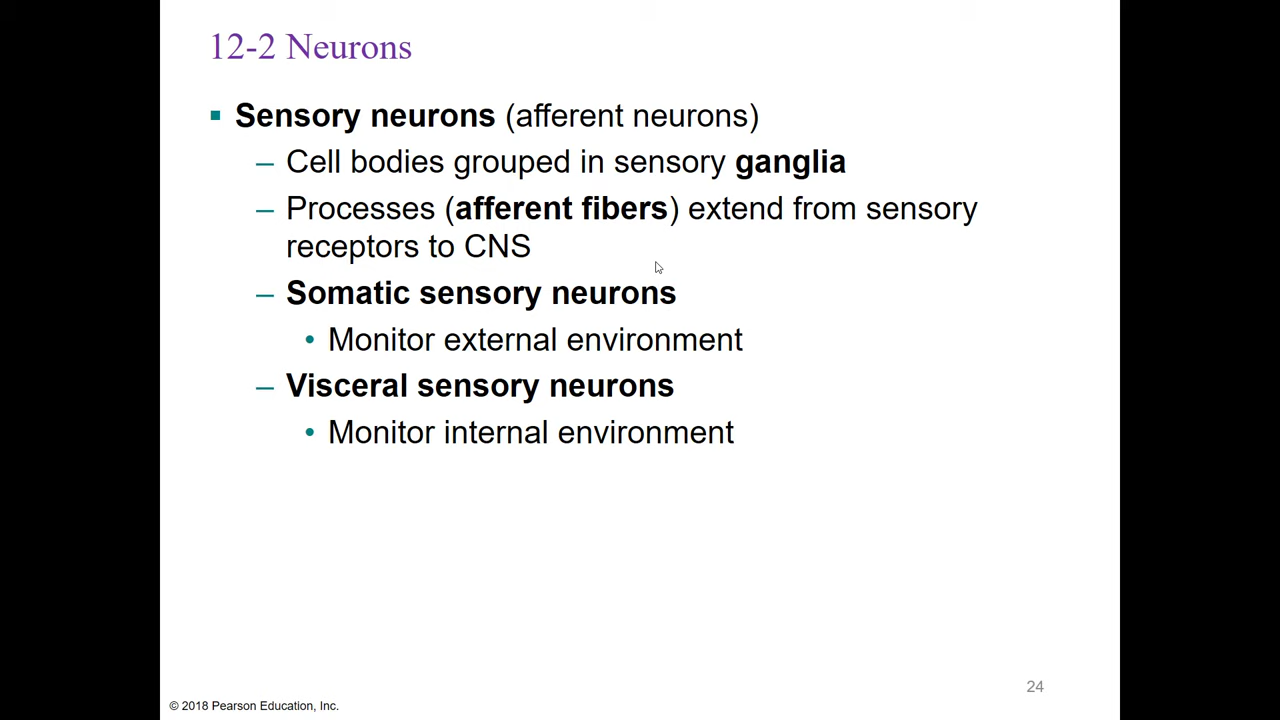 12-2 Neurons
▪ Sensory neurons (afferent neurons)
– Cell bodies grouped in sensory ganglia
– Processes (afferent fibers) extend from sensory
receptors to CNS
– Somatic sensory neurons
• Monitor external environment
– Visceral sensory neurons
• Monitor internal environment
24
© 2018 Pearson Education, Inc.